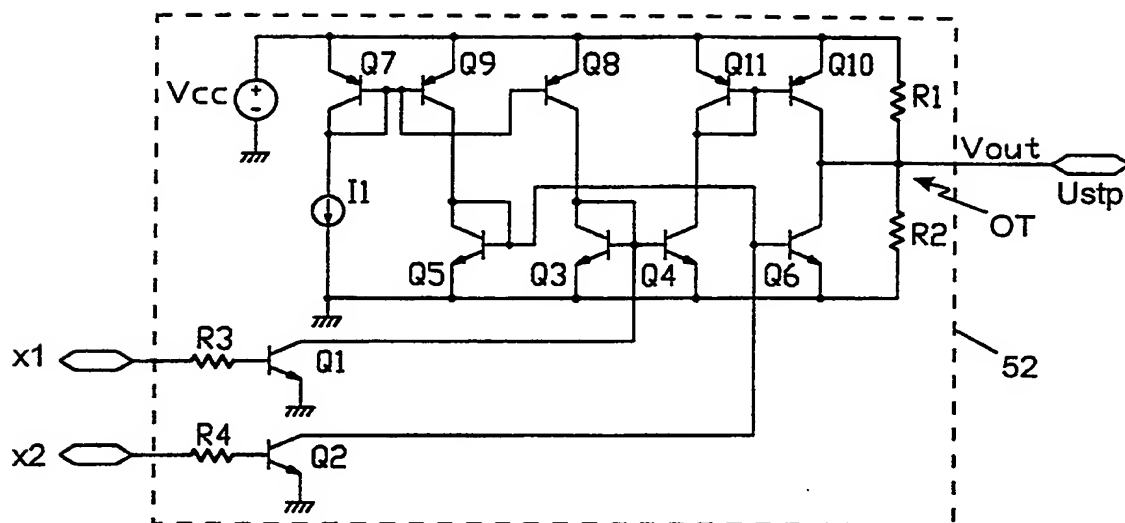 Q7
Q9
Q8
Q11
Q10
Vcc
+
-
R1
Vout
Ustp
I1
OT
R2
Q5
Q3
Q4
Q6
x1
R3
Q1
52
x2
R4
Q2